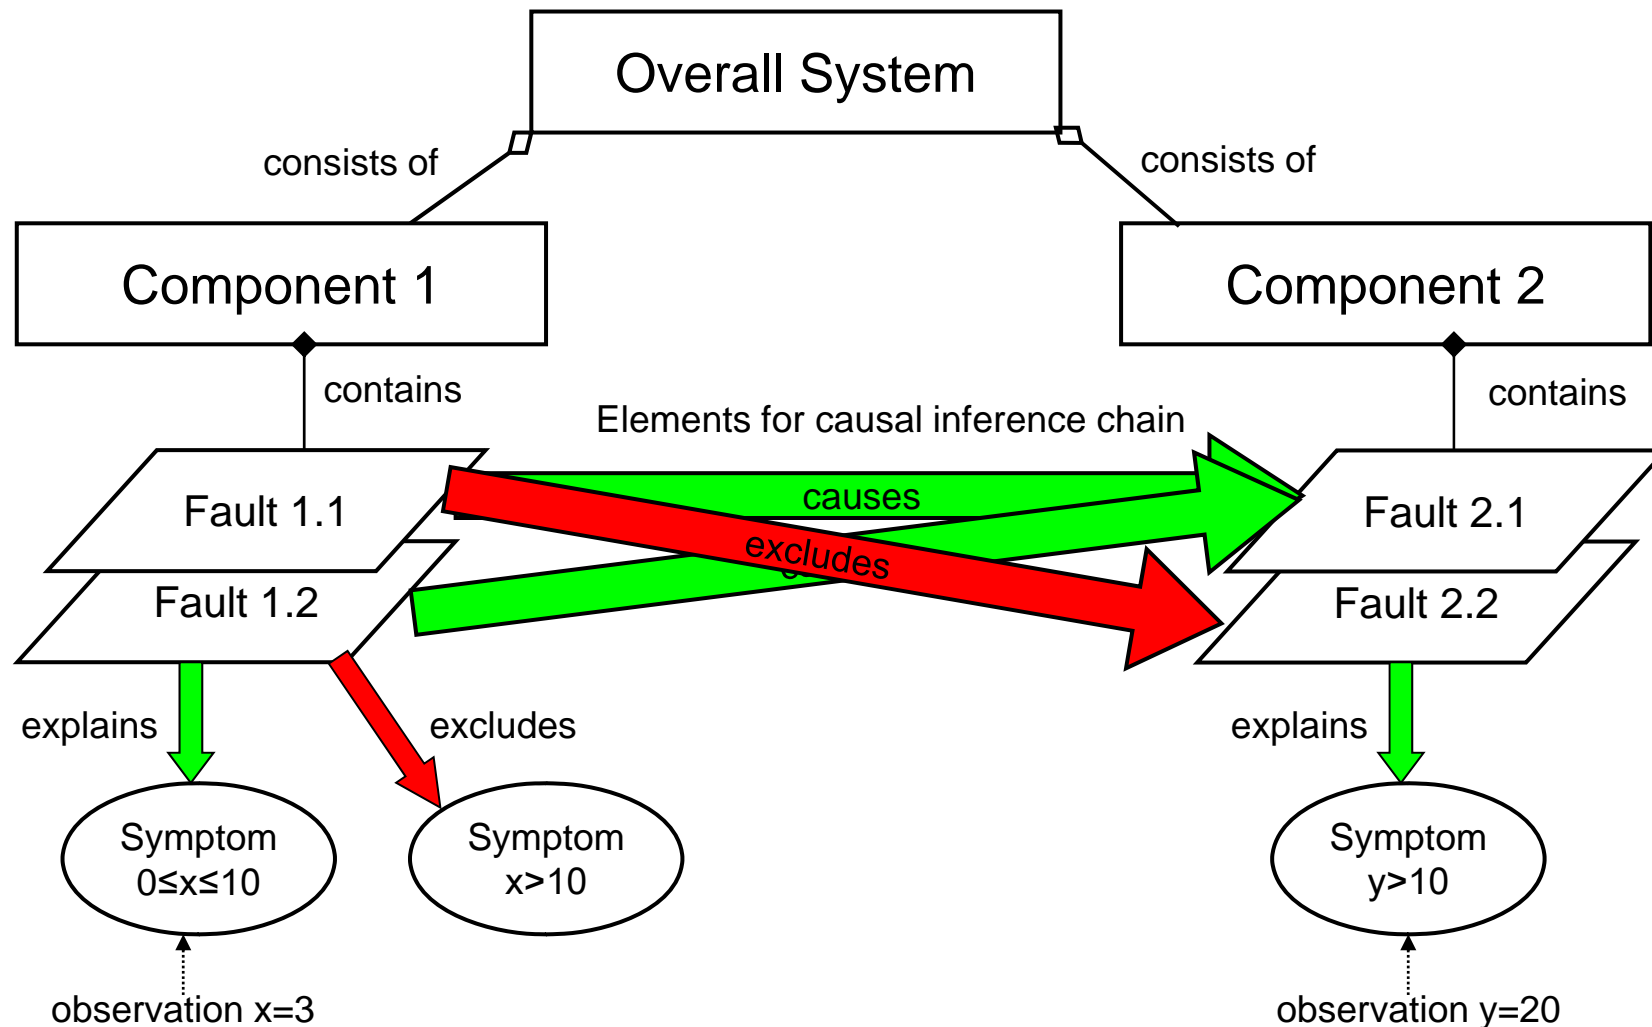 Overall System
consists of
consists of
Component 1
Component 2
contains
contains
Elements for causal inference chain
causes
Fault 1.1
Fault 2.1
excludes
Fault 1.2
Fault 2.2
explains
excludes
explains
Symptom
0≤x≤10
Symptom
x>10
Symptom
y>10
observation x=3
observation y=20